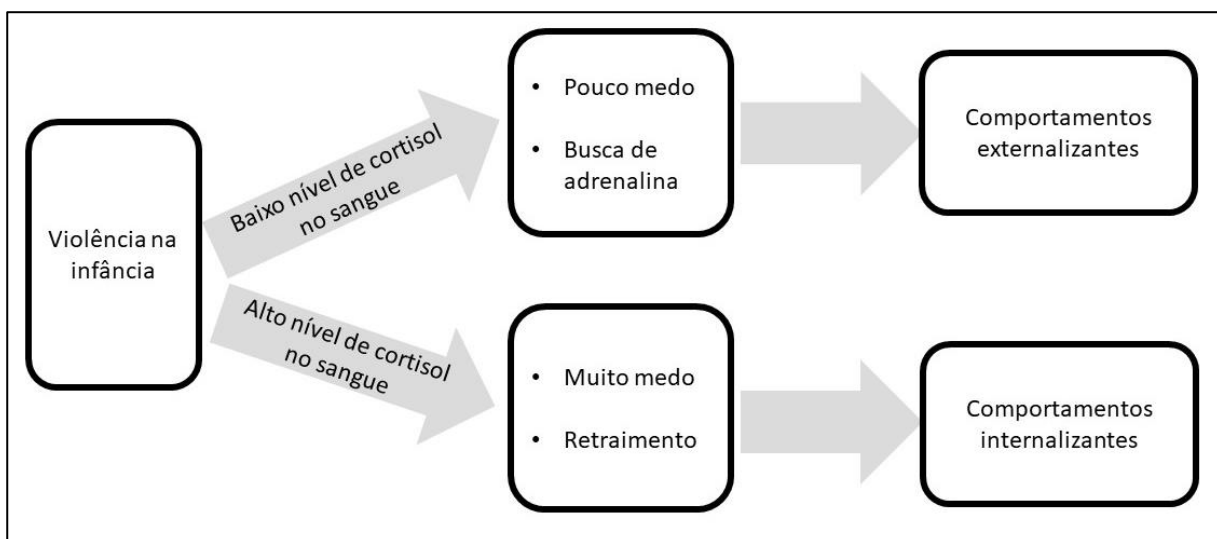 Violência na
infância
Baixo nível de cortisol
no sangue
Alto nível de cortisol
no sangue
• Pouco medo
• Busca de
adrenalina
• Muito medo
• Retraimento
Comportamentos
externalizantes
Comportamentos
internalizantes